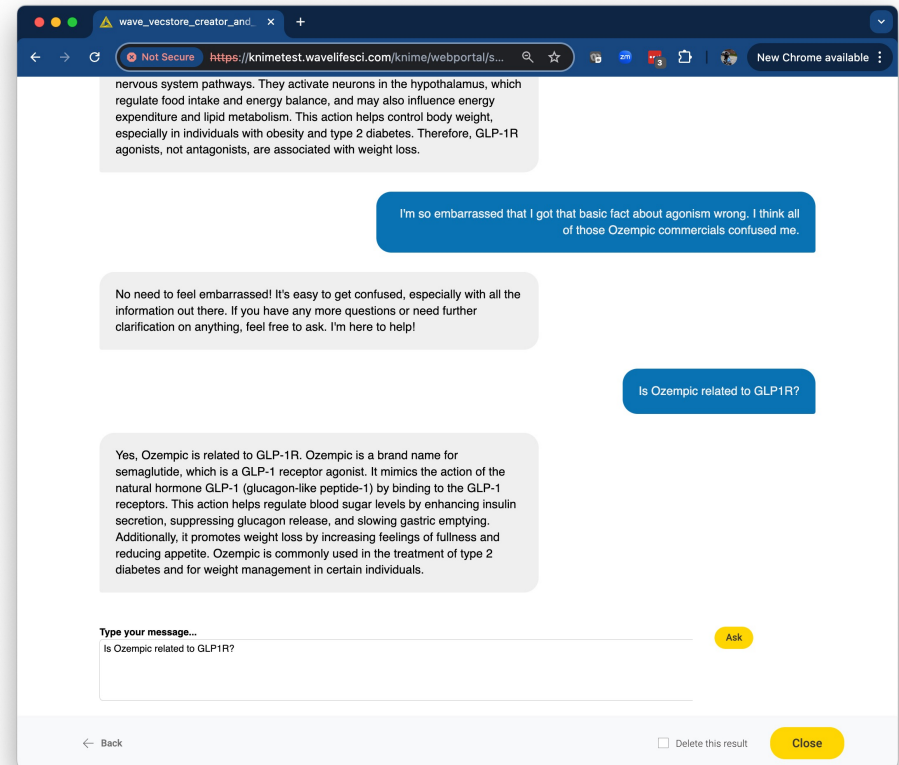 wave_vecstore_creator_and_
Not Secure https://knimetest.wavelifesci.com/knime/webportal/s...
zm
3
New Chrome available
nervous system pathways. They activate neurons in the hypothalamus, which
regulate food intake and energy balance, and may also influence energy
expenditure and lipid metabolism. This action helps control body weight,
especially in individuals with obesity and type 2 diabetes. Therefore, GLP-1R
agonists, not antagonists, are associated with weight loss.
I'm so embarrassed that I got that basic fact about agonism wrong. I think all
of those Ozempic commercials confused me.
No need to feel embarrassed! It's easy to get confused, especially with all the
information out there. If you have any more questions or need further
clarification on anything, feel free to ask. I'm here to help!
Is Ozempic related to GLP1R?
Yes, Ozempic is related to GLP-1R. Ozempic is a brand name for
semaglutide, which is a GLP-1 receptor agonist. It mimics the action of the
natural hormone GLP-1 (glucagon-like peptide-1) by binding to the GLP-1
receptors. This action helps regulate blood sugar levels by enhancing insulin
secretion, suppressing glucagon release, and slowing gastric emptying.
Additionally, it promotes weight loss by increasing feelings of fullness and
reducing appetite. Ozempic is commonly used in the treatment of type 2
diabetes and for weight management in certain individuals.
Type your message...
Ask
Is Ozempic related to GLP1R?
Back
Delete this result
Close